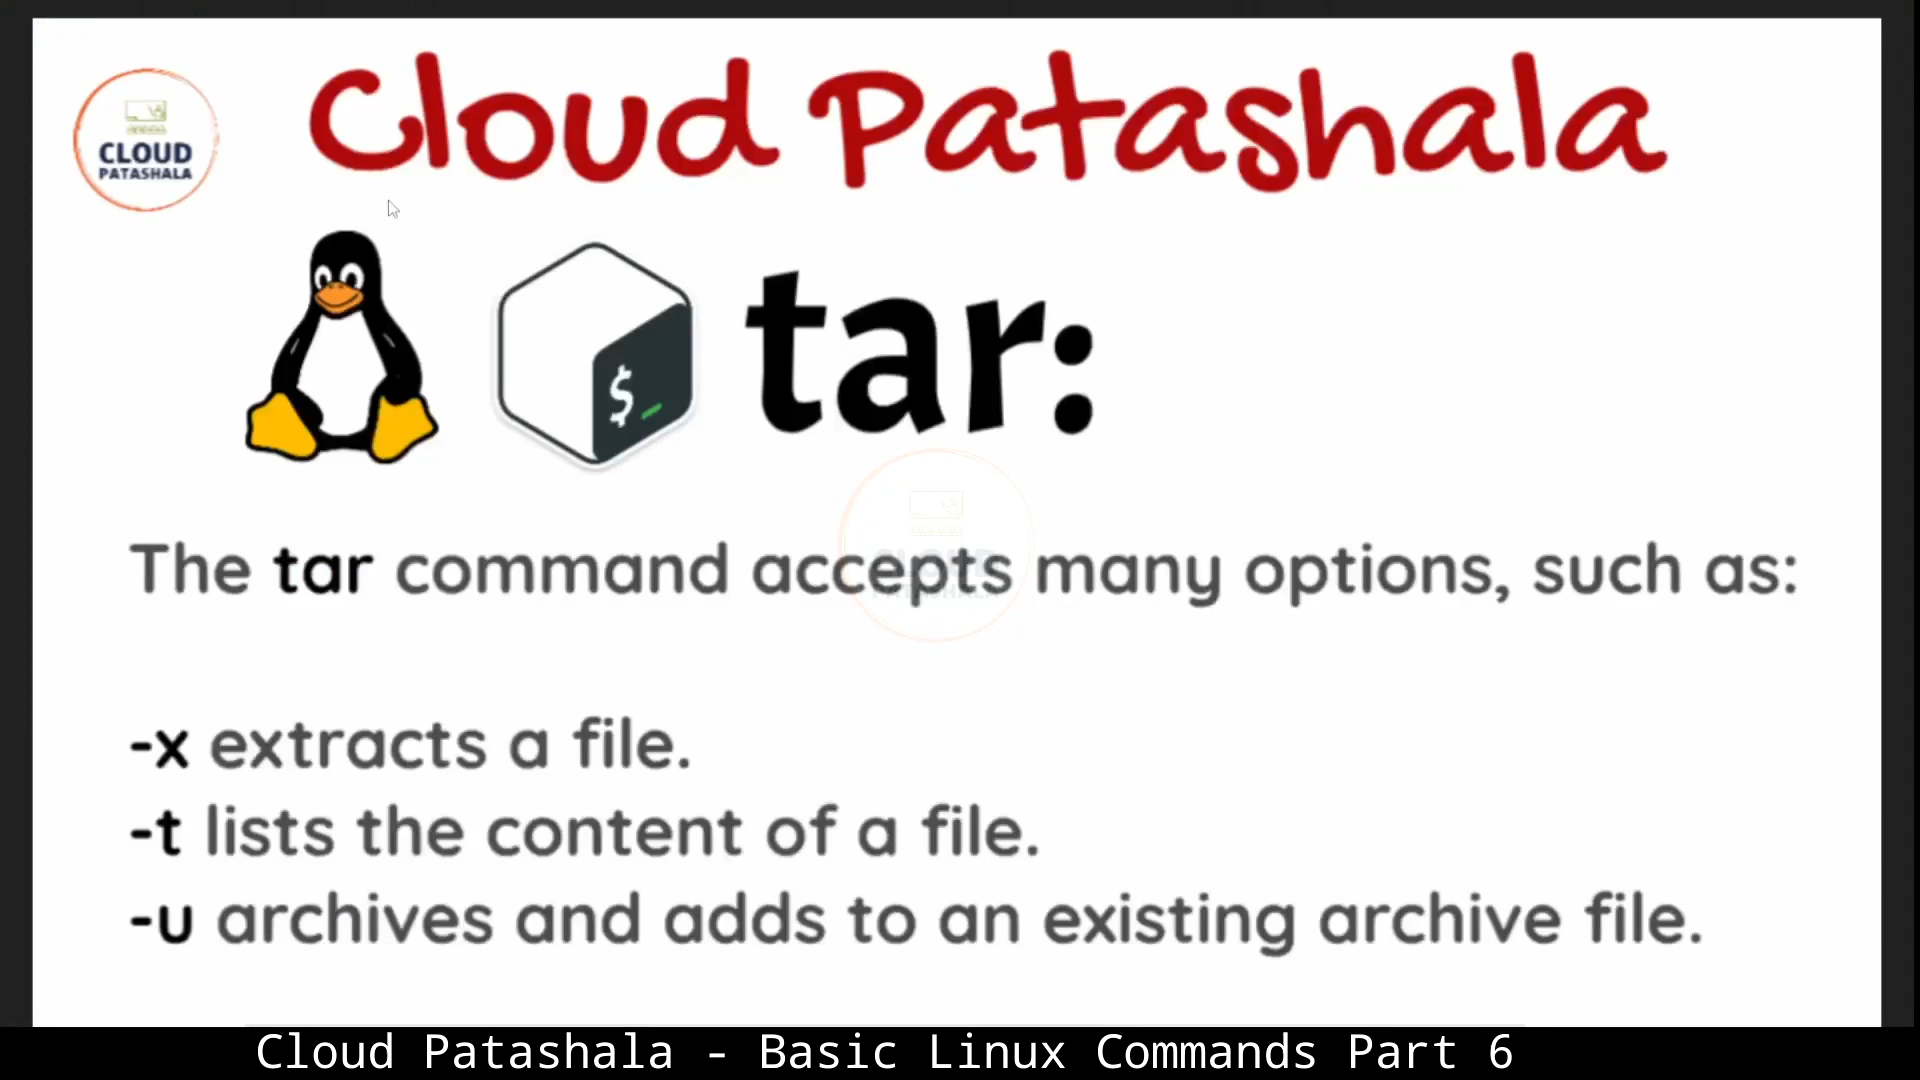 CLOUD
PATASHALA
Cloud Patashala
$_
tar:
The tar command accepts many options, such as:
-x extracts a file.
-t lists the content of a file.
-u archives and adds to an existing archive file.
Cloud Patashala - Basic Linux Commands Part 6